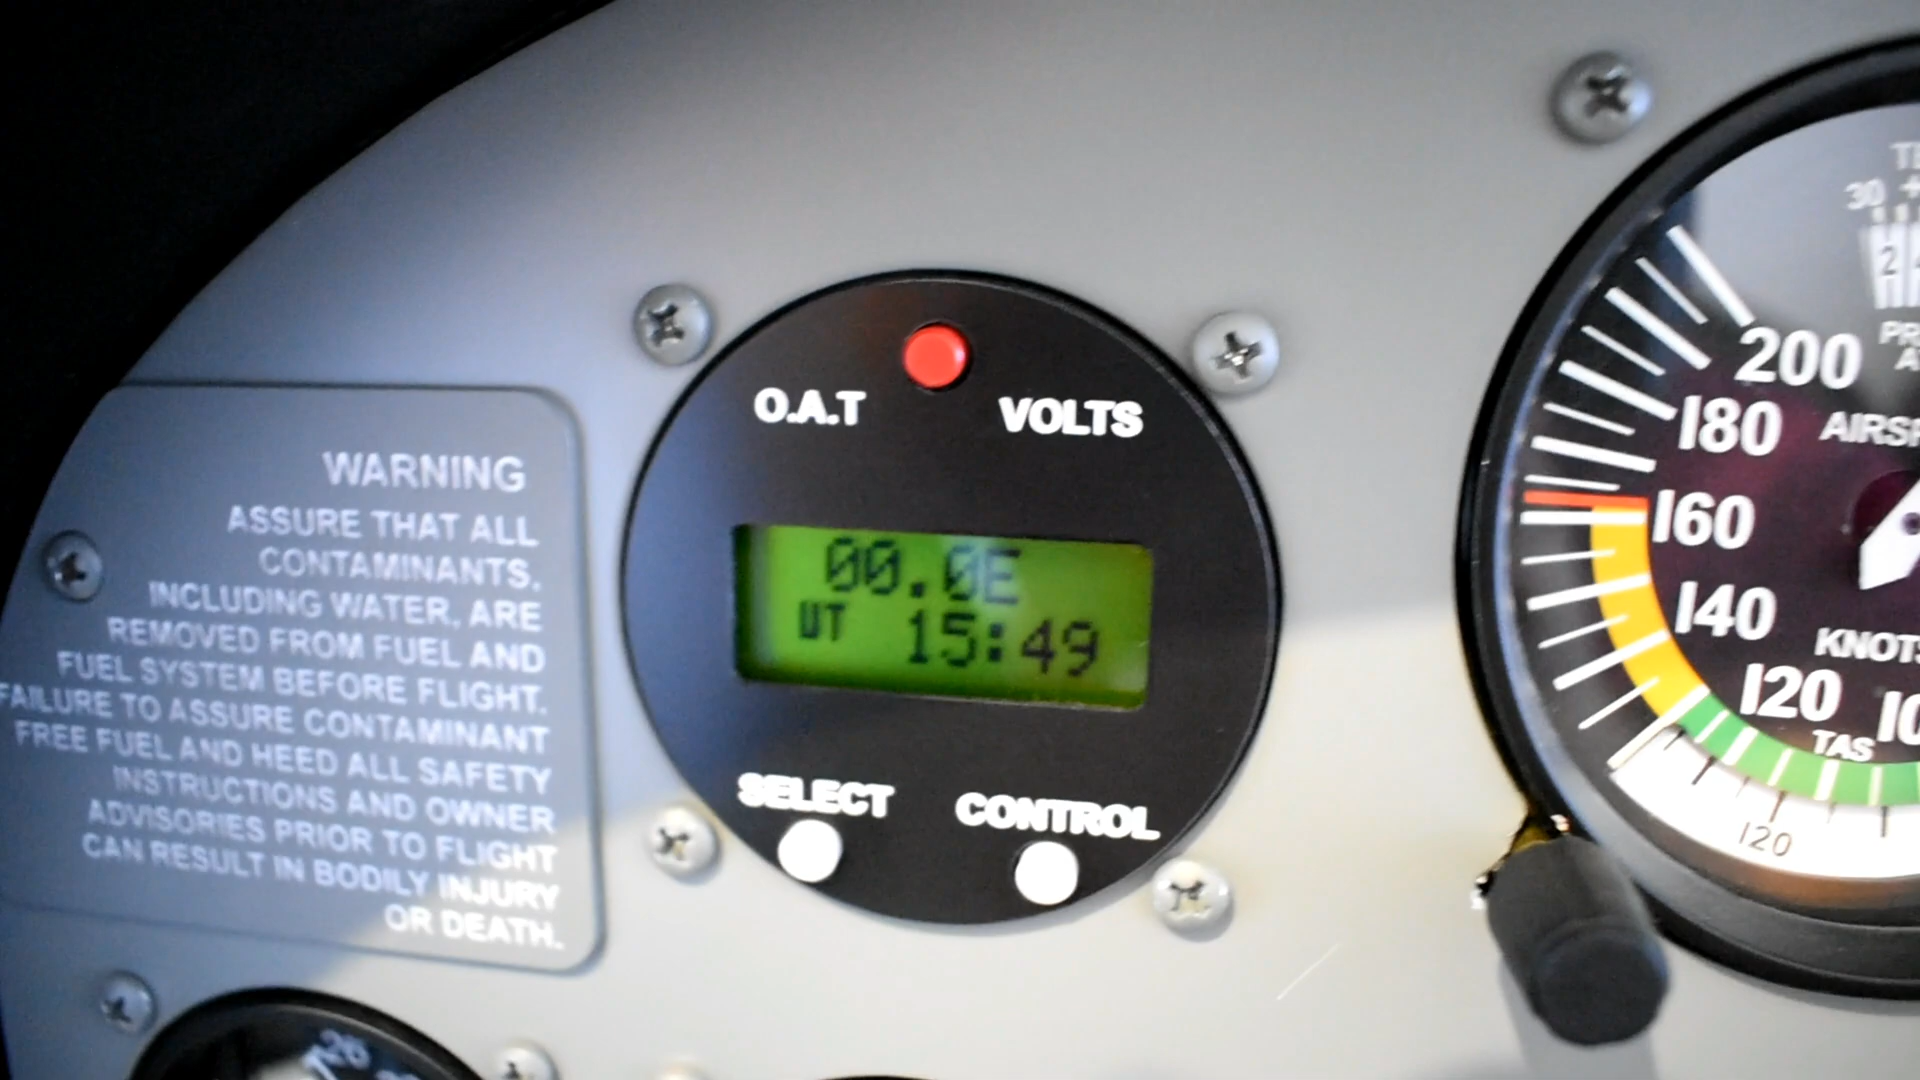 WARNING
ASSURE THAT ALL
CONTAMINANTS,
INCLUDING WATER, ARE
REMOVED FROM FUEL AND
FUEL SYSTEM BEFORE FLIGHT.
FAILURE TO ASSURE CONTAMINANT
FREE FUEL AND HEED ALL SAFETY
INSTRUCTIONS AND OWNER
ADVISORIES PRIOR TO FLIGHT
CAN RESULT IN BODILY INJURY
OR DEATH.
O.A.T VOLTS
00.0E
UT 15:49
SELECT CONTROL
30
200
180
160
140
KNOTS
120
TAS
120